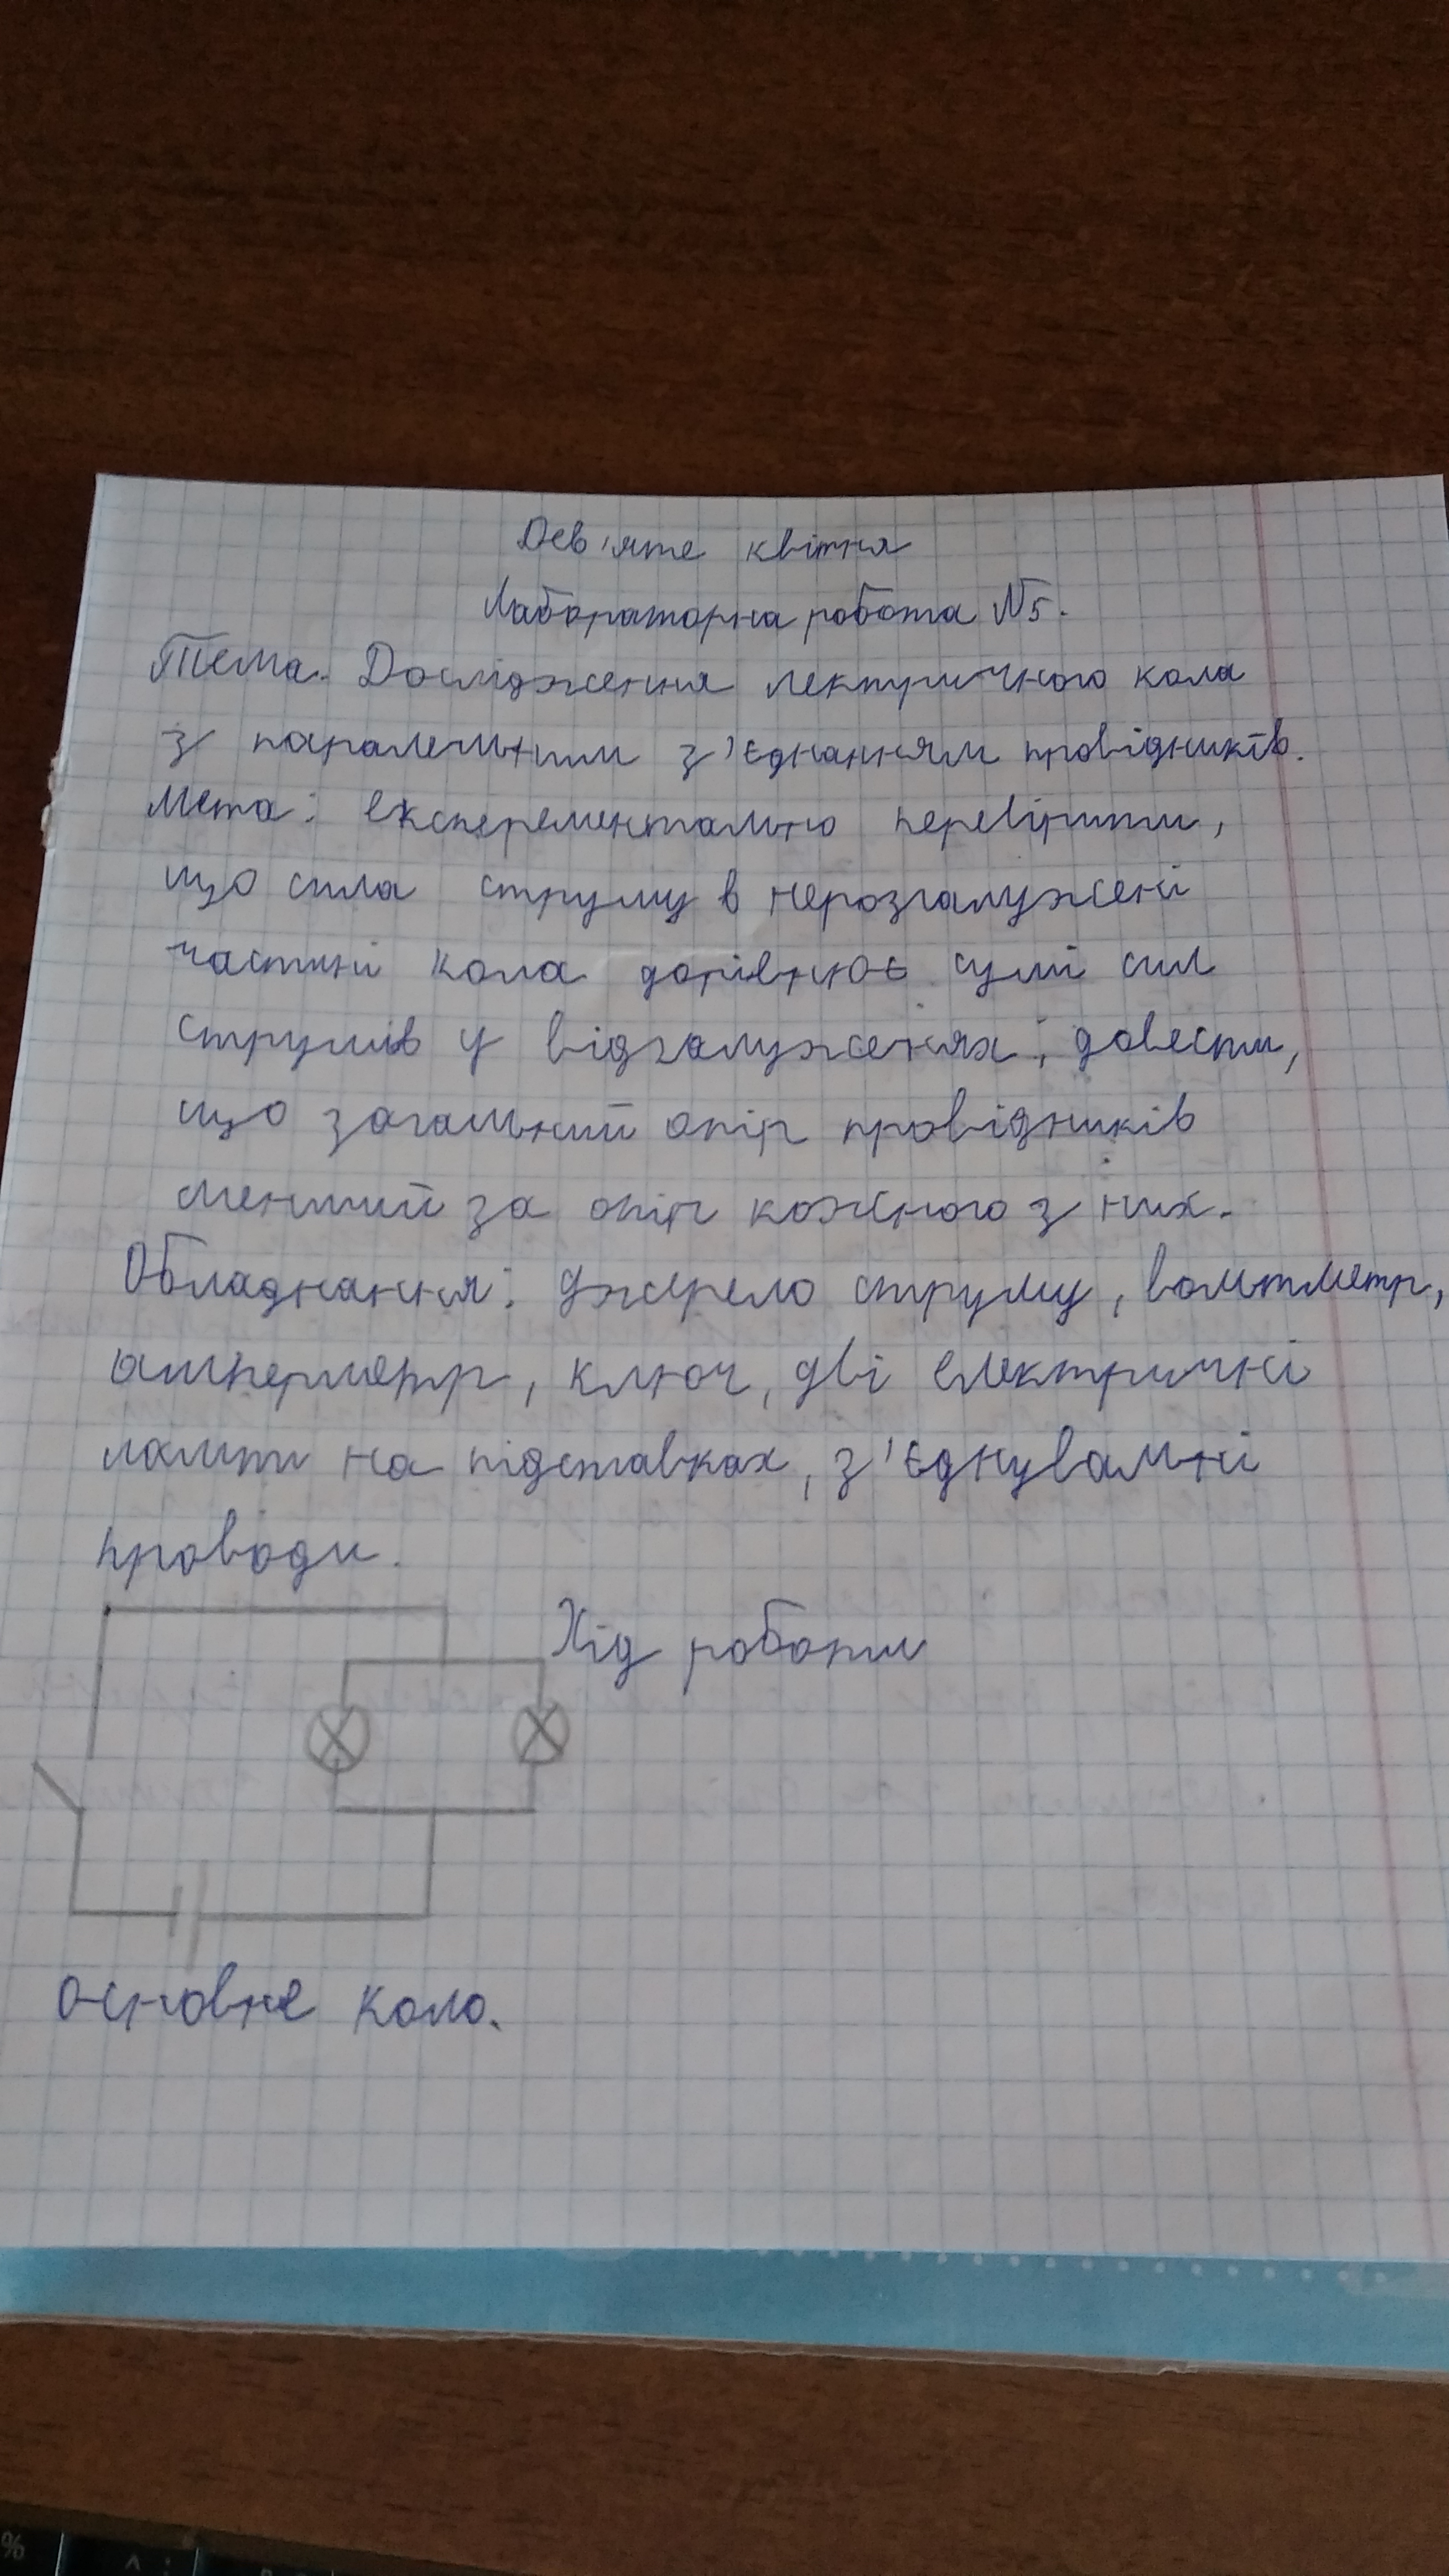 Дев'яте квітня
Лабораторна робота №5.
Тема. Дослідження лектричного кола
з паралельним з'єднанням провідників.
Мета: експерементально перевірити,
що сила струму в нерозгалужені
частині кола дорівнює сумі сил
струмів у відгалуженнях; довести,
що загальний опір провідників
менший за опір кожного з них.
Обладнання: джерело струму, вольтметр,
амперметр, ключ, дві електричні
лампи на підставках, з'єднувальні
проводи.
Хід роботи
основне коло.
%